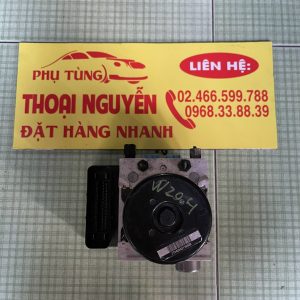 PHỤ TÙNG
THOẠI NGUYỄN
ĐẶT HÀNG NHANH
LIÊN HỆ:
02.466.599.788
0968.33.88.39
W204